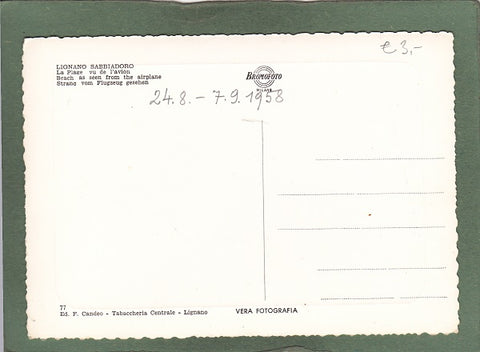 € 3,-
LIGNANO SABBIADORO
La Plage vu de l'avion
Beach as seen from the airplane
Strang vom Flugzeug gesehen
BROMOFOTO
MILANO
24.8. – 7.9. 1958
77
Ed. F. Candeo - Tabaccheria Centrale - Lignano
VERA FOTOGRAFIA